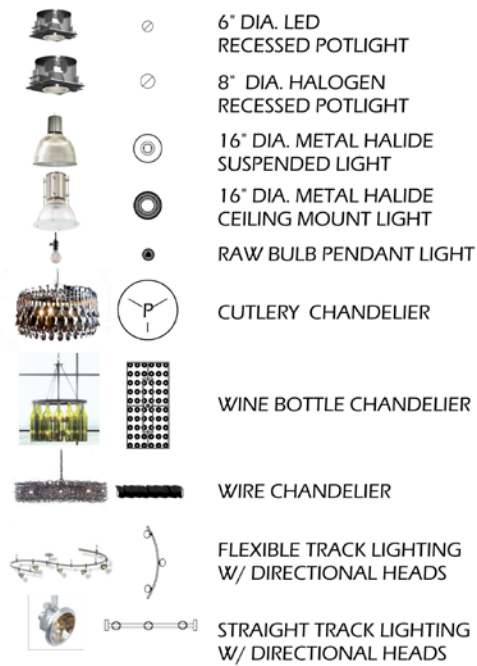 6" DIA. LED
RECESSED POTLIGHT
8" DIA. HALOGEN
RECESSED POTLIGHT
16" DIA. METAL HALIDE
SUSPENDED LIGHT
16" DIA. METAL HALIDE
CEILING MOUNT LIGHT
RAW BULB PENDANT LIGHT
P
CUTLERY CHANDELIER
WINE BOTTLE CHANDELIER
WIRE CHANDELIER
FLEXIBLE TRACK LIGHTING
W/ DIRECTIONAL HEADS
STRAIGHT TRACK LIGHTING
W/ DIRECTIONAL HEADS